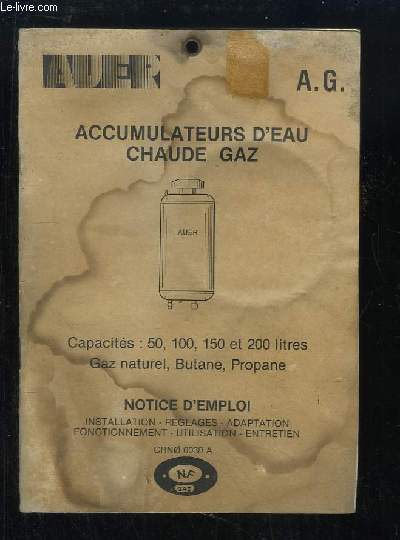 Le-livre.com
AUER
A.G.
ACCUMULATEURS D'EAU
CHAUDE GAZ
AUER
Capacités : 50, 100, 150 et 200 litres
Gaz naturel, Butane, Propane
NOTICE D'EMPLOI
INSTALLATION - REGLAGES - ADAPTATION
FONCTIONNEMENT - UTILISATION - ENTRETIEN
NF
GAZ